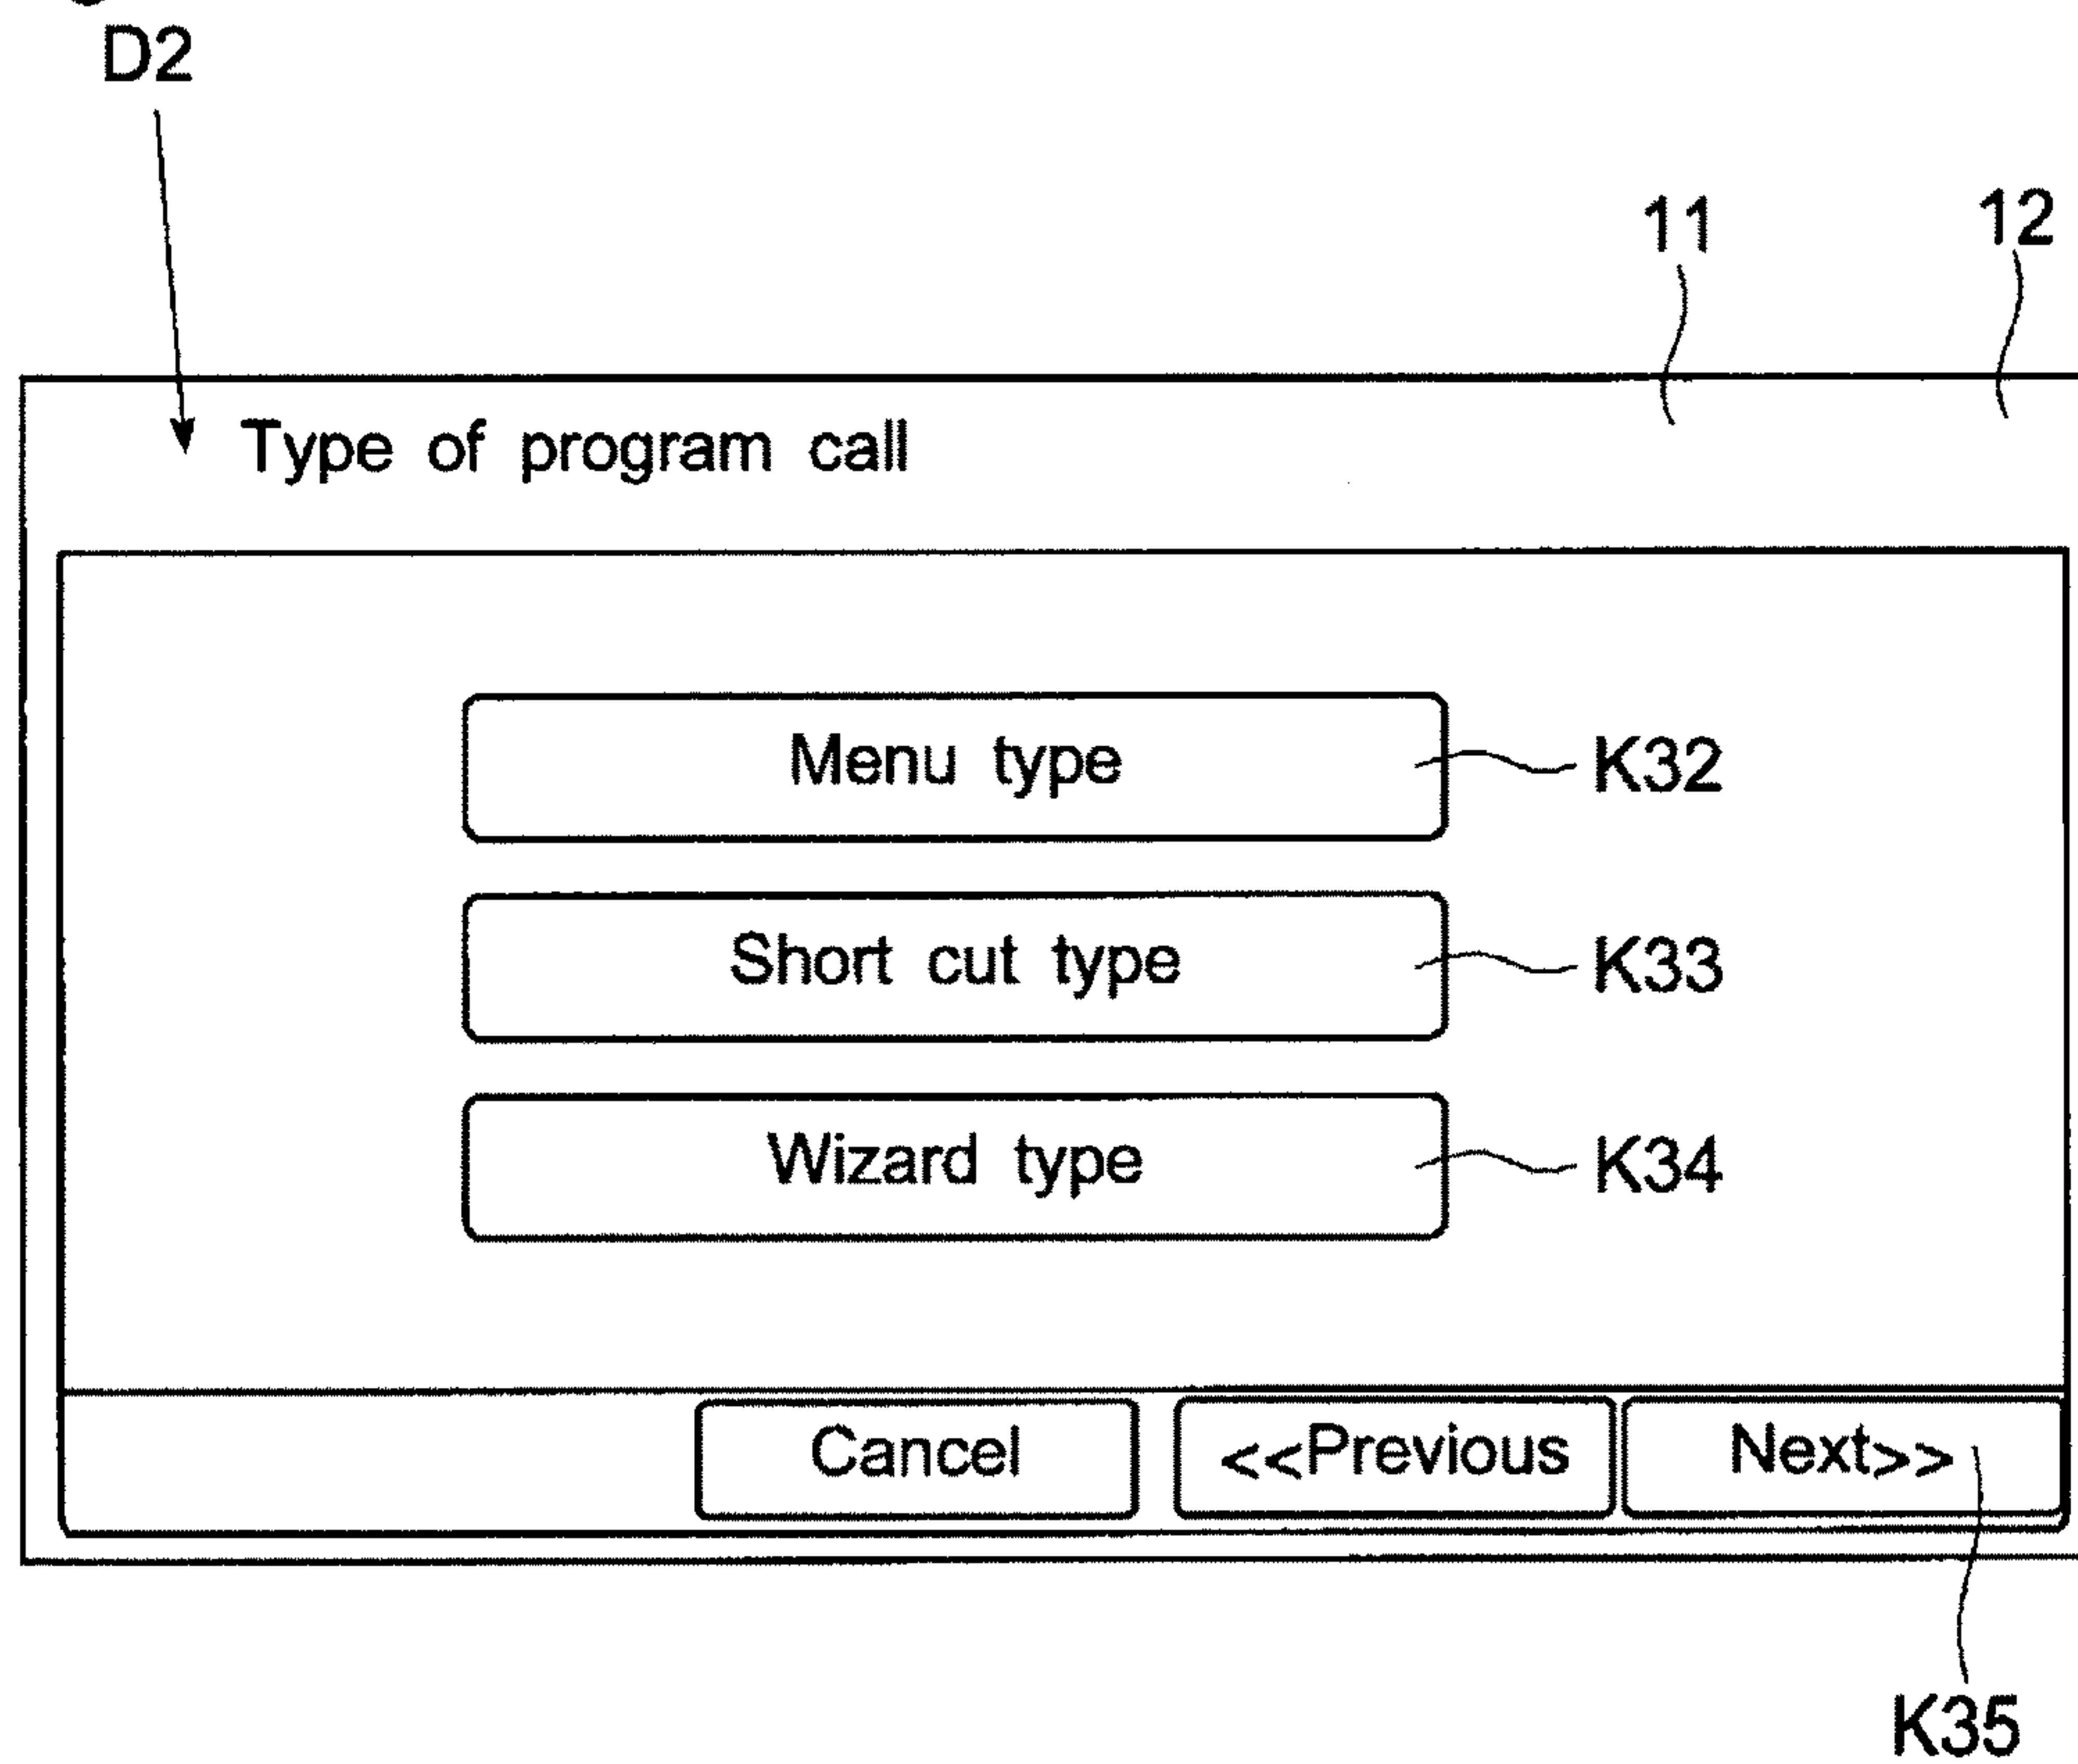 D2
11
12
Type of program call
Menu type
K32
Short cut type
K33
Wizard type
K34
Cancel
<<Previous
Next>>
K35